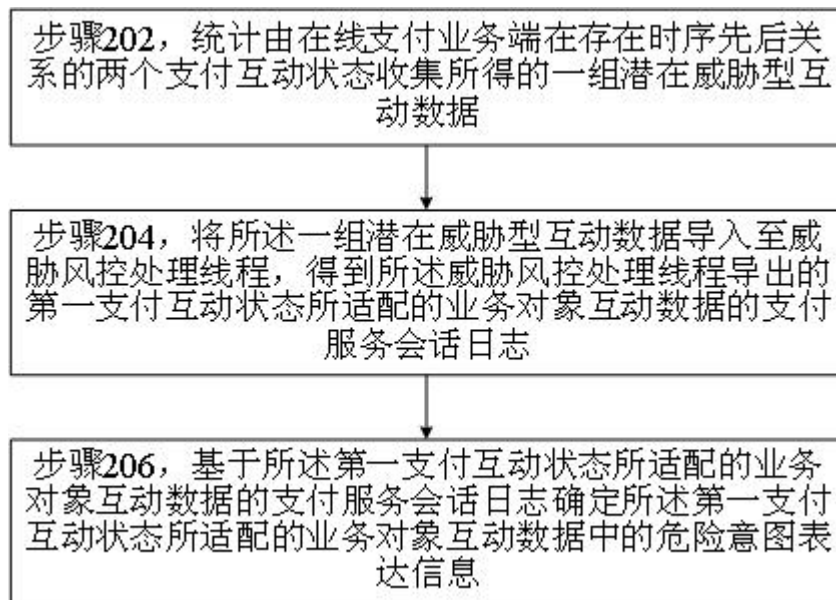 步骤202，统计由在线支付业务端在存在时序先后关
系的两个支付互动状态收集所得的一组潜在威胁型互
动数据
步骤204，将所述一组潜在威胁型互动数据导入至威
胁风控处理线程，得到所述威胁风控处理线程导出的
第一支付互动状态所适配的业务对象互动数据的支付
服务会话日志
步骤206，基于所述第一支付互动状态所适配的业务
对象互动数据的支付服务会话日志确定所述第一支付
互动状态所适配的业务对象互动数据中的危险意图表
达信息